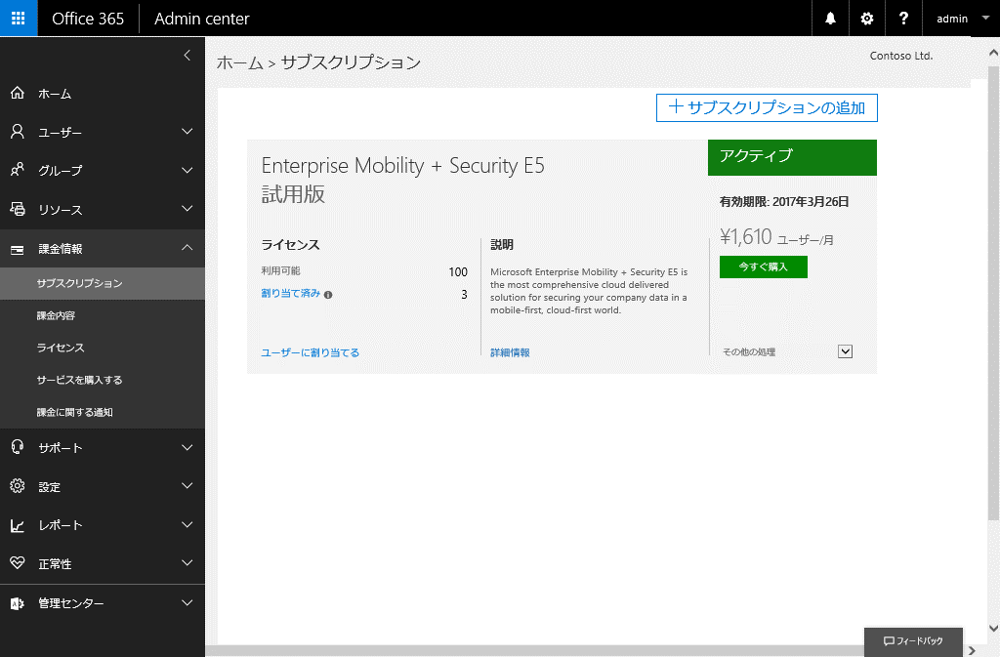 Office 365
Admin center
admin
ホーム
ユーザー
グループ
リソース
課金情報
サブスクリプション
課金内容
ライセンス
サービスを購入する
課金に関する通知
サポート
設定
レポート
正常性
管理センター
ホーム > サブスクリプション
Contoso Ltd.
サブスクリプションの追加
Enterprise Mobility + Security E5
試用版
ライセンス
利用可能 100
割り当て済み 3
ユーザーに割り当てる
説明
Microsoft Enterprise Mobility + Security E5 is
the most comprehensive cloud delivered
solution for securing your company data in a
mobile-first, cloud-first world.
詳細情報
アクティブ
有効期限: 2017年3月26日
¥1,610 ユーザー/月
今すぐ購入
その他の処理
フィードバック